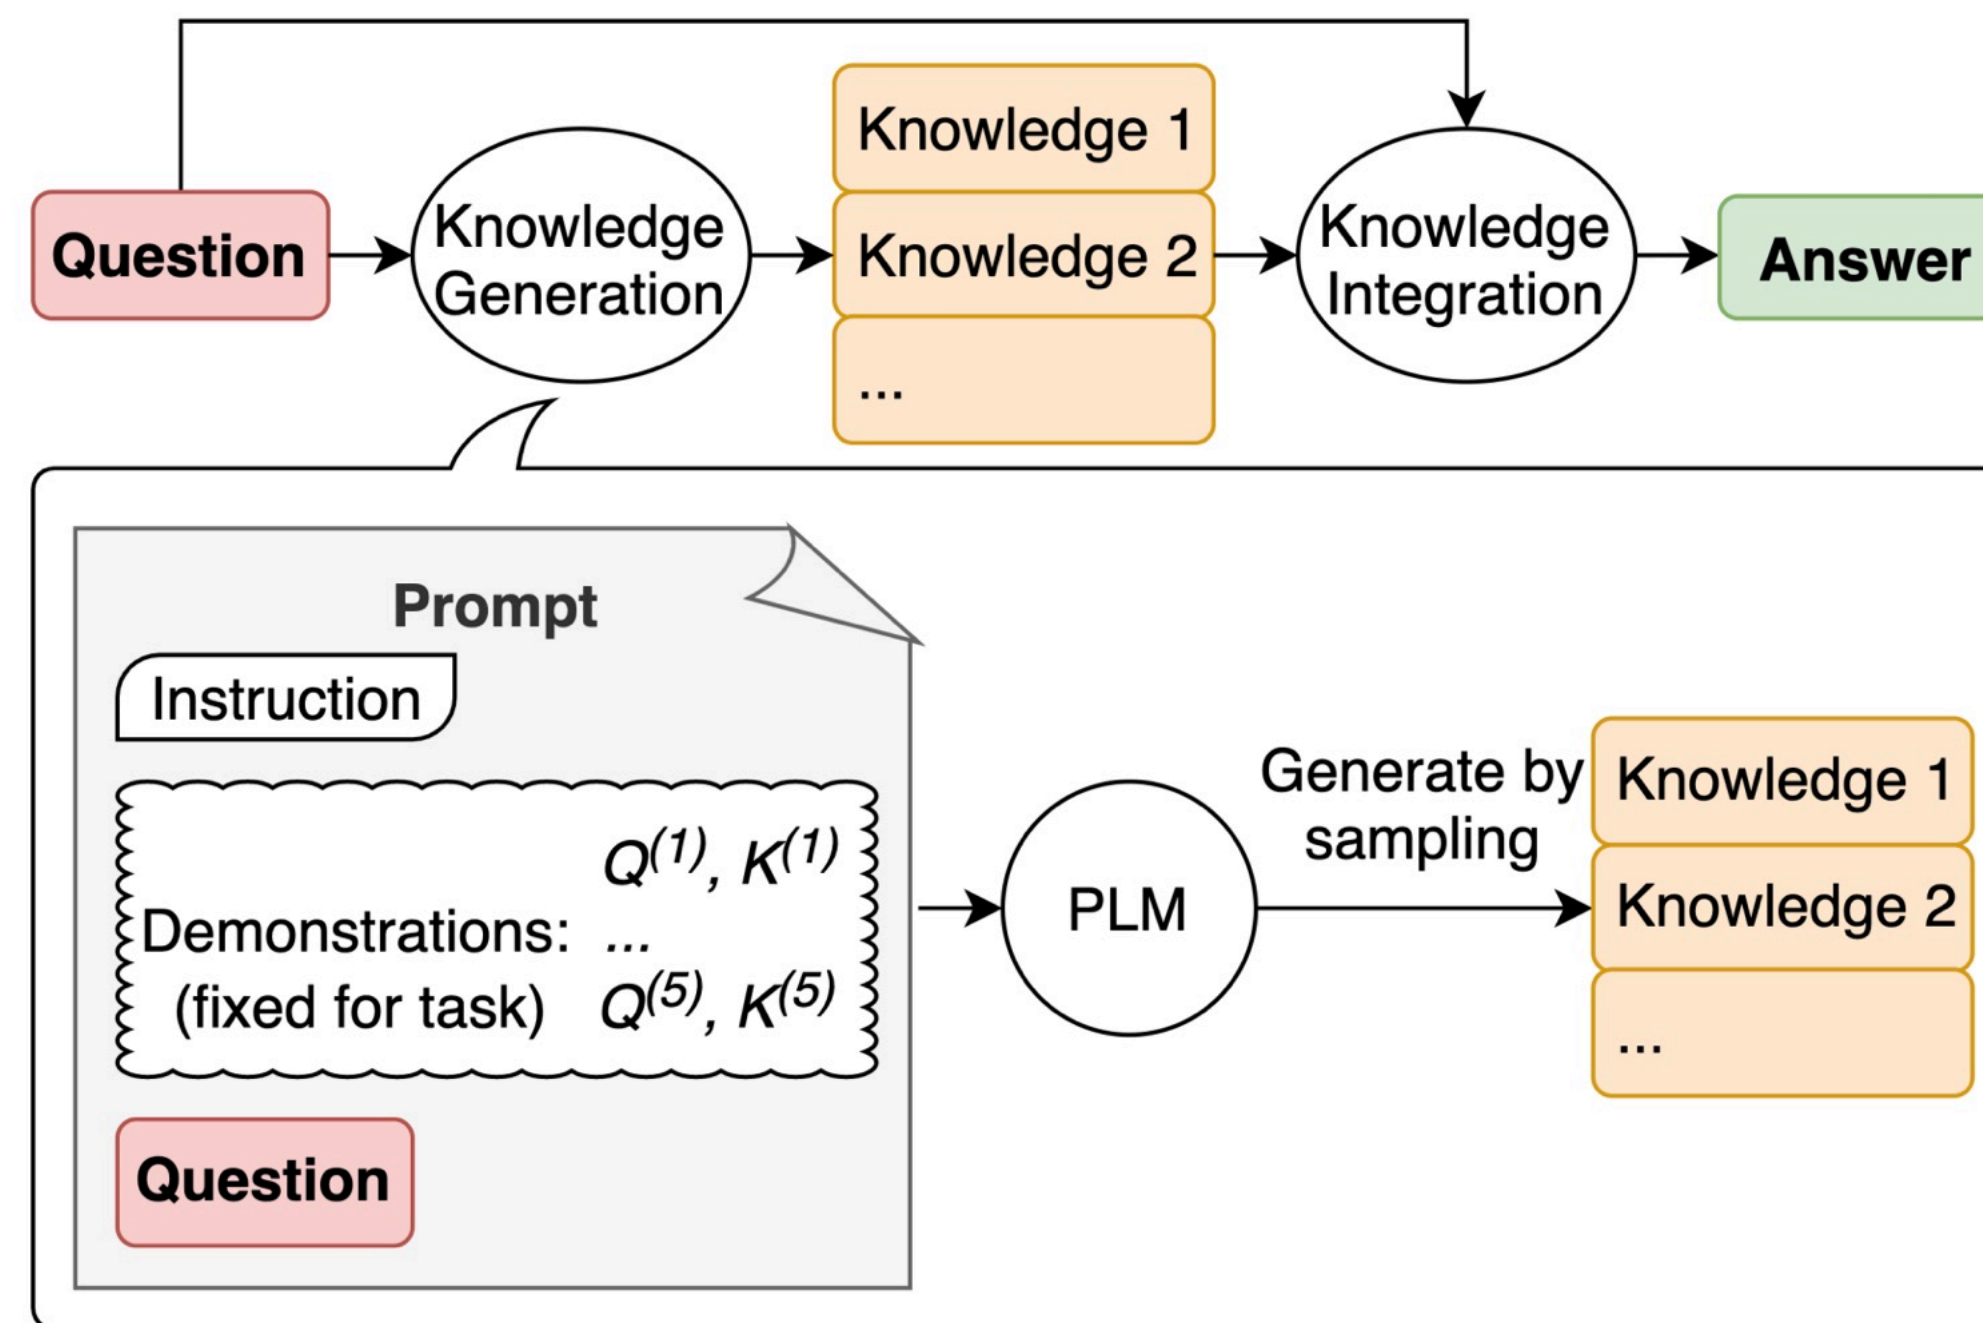 Question
Knowledge
Generation
Knowledge 1
Knowledge 2
...
Knowledge
Integration
Answer
Prompt
Instruction
Q(1), K(1)
Demonstrations: ...
(fixed for task) Q(5), K(5)
Question
PLM
Generate by
sampling
Knowledge 1
Knowledge 2
...